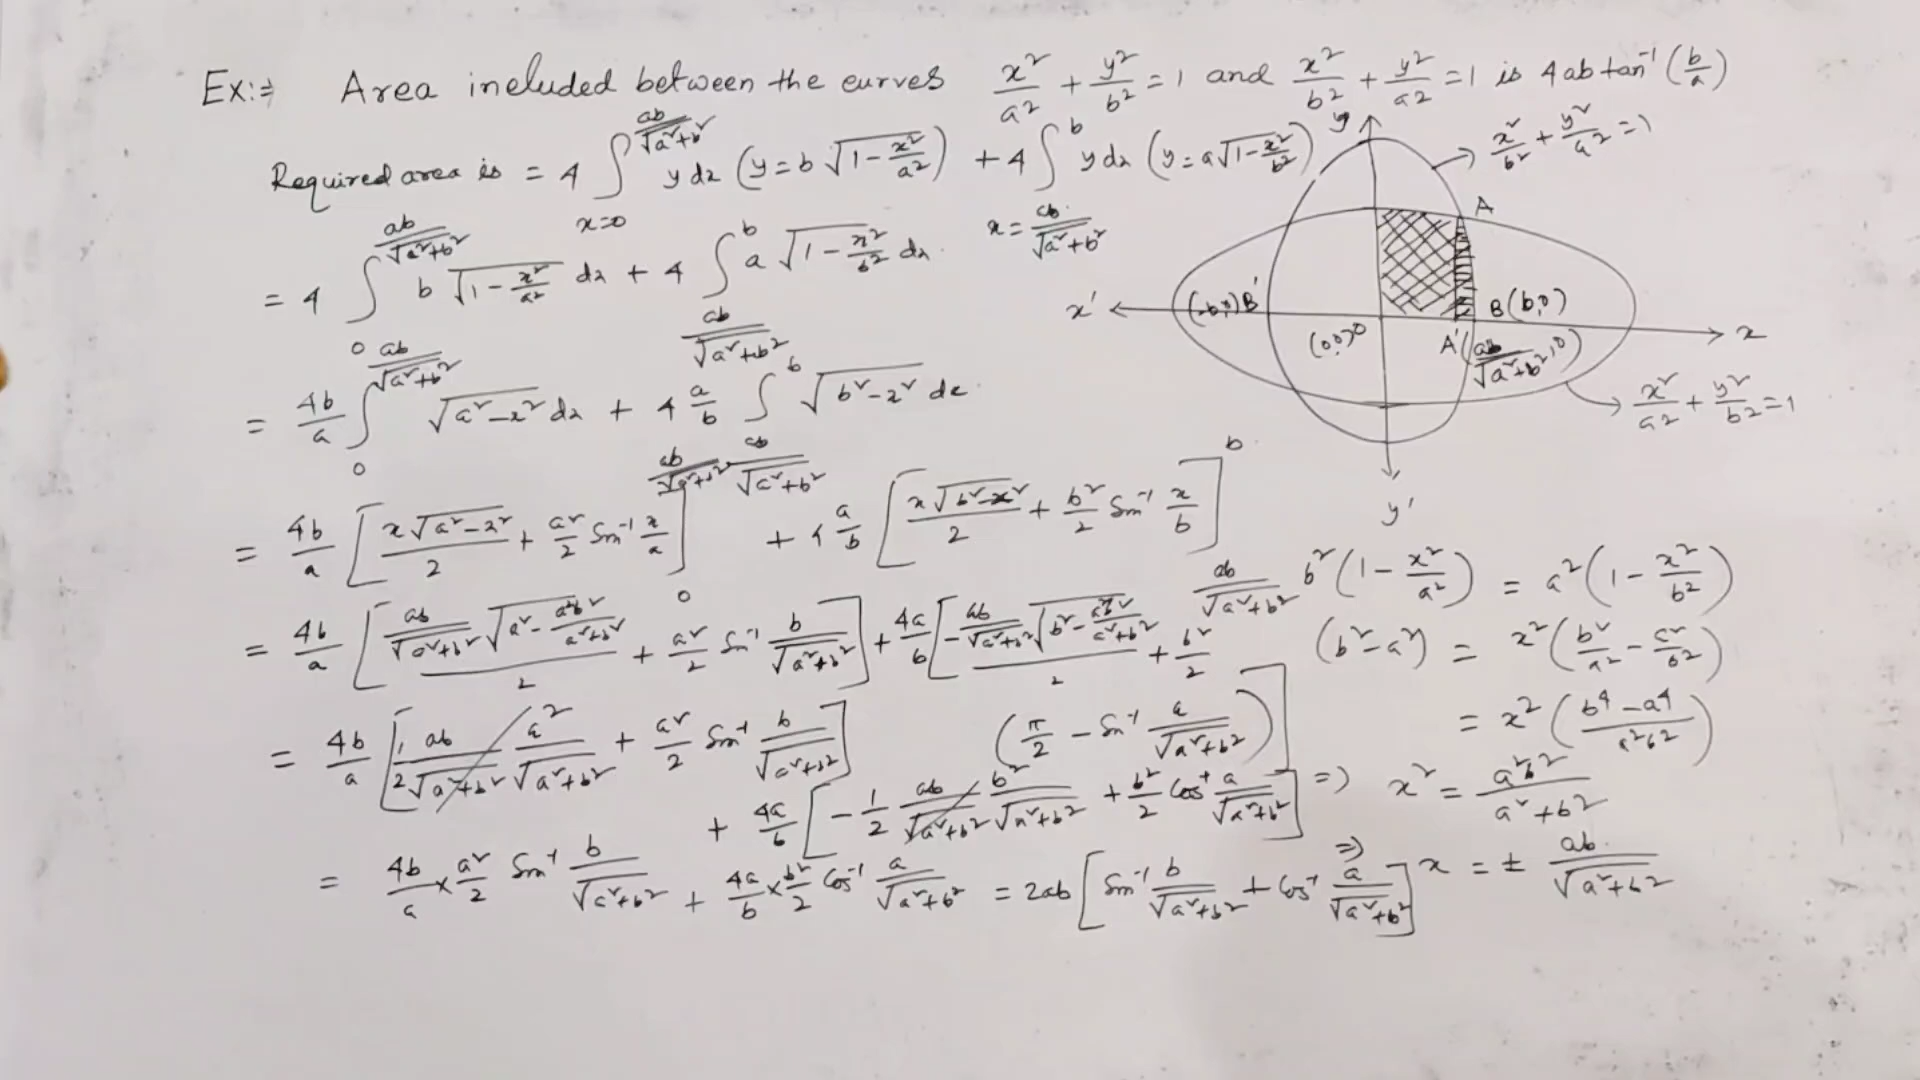 Ex:⇒ Area included between the curves x²/a² + y²/b² = 1 and x²/b² + y²/a² = 1 is 4ab tan⁻¹(b/a)
Required area is = 4 ∫_{x=0}^{ab/√(a²+b²)} y dx (y = b√(1 − x²/a²)) + 4 ∫_{x=ab/√(a²+b²)}^{b} y dx (y = a√(1 − x²/b²))
= 4 ∫_0^{ab/√(a²+b²)} b√(1 − x²/a²) dx + 4 ∫_{ab/√(a²+b²)}^{b} a√(1 − x²/b²) dx.
= 4b/a ∫_0^{ab/√(a²+b²)} √(a² − x²) dx + 4 a/b ∫_{ab/√(a²+b²)}^{b} √(b² − x²) dx.
= 4b/a [x√(a² − x²)/2 + a²/2 Sin⁻¹ x/a]_0^{ab/√(a²+b²)} + 4 a/b [x√(b² − x²)/2 + b²/2 Sin⁻¹ x/b]_{ab/√(a²+b²)}^{b}
= 4b/a [ab/√(a²+b²) √(a² − a²b²/(a²+b²))/2 + a²/2 Sin⁻¹ b/√(a²+b²)] + 4a/b [−ab/√(a²+b²) √(b² − a²b²/(a²+b²))/2 + b²/2
(π/2 − Sin⁻¹ a/√(a²+b²))]
= 4b/a [1/2 ab/√(a²+b²) a²/√(a²+b²) + a²/2 Sin⁻¹ b/√(a²+b²)]
+ 4a/b [−1/2 ab/√(a²+b²) b²/√(a²+b²) + b²/2 Cos⁻¹ a/√(a²+b²)]
= 4b/a × a²/2 Sin⁻¹ b/√(a²+b²) + 4a/b × b²/2 Cos⁻¹ a/√(a²+b²) = 2ab [Sin⁻¹ b/√(a²+b²) + Cos⁻¹ a/√(a²+b²)]
y
x²/b² + y²/a² = 1
A
x'
(-b,0) B'
B(b,0)
(0,0) O
A'(ab/√(a²+b²), 0)
x
x²/a² + y²/b² = 1
y'
b²(1 − x²/a²) = a²(1 − x²/b²)
(b² − a²) = x²(b²/a² − a²/b²)
= x²((b⁴ − a⁴)/a²b²)
⇒ x² = a²b²/(a²+b²)
⇒ x = ± ab/√(a²+b²)